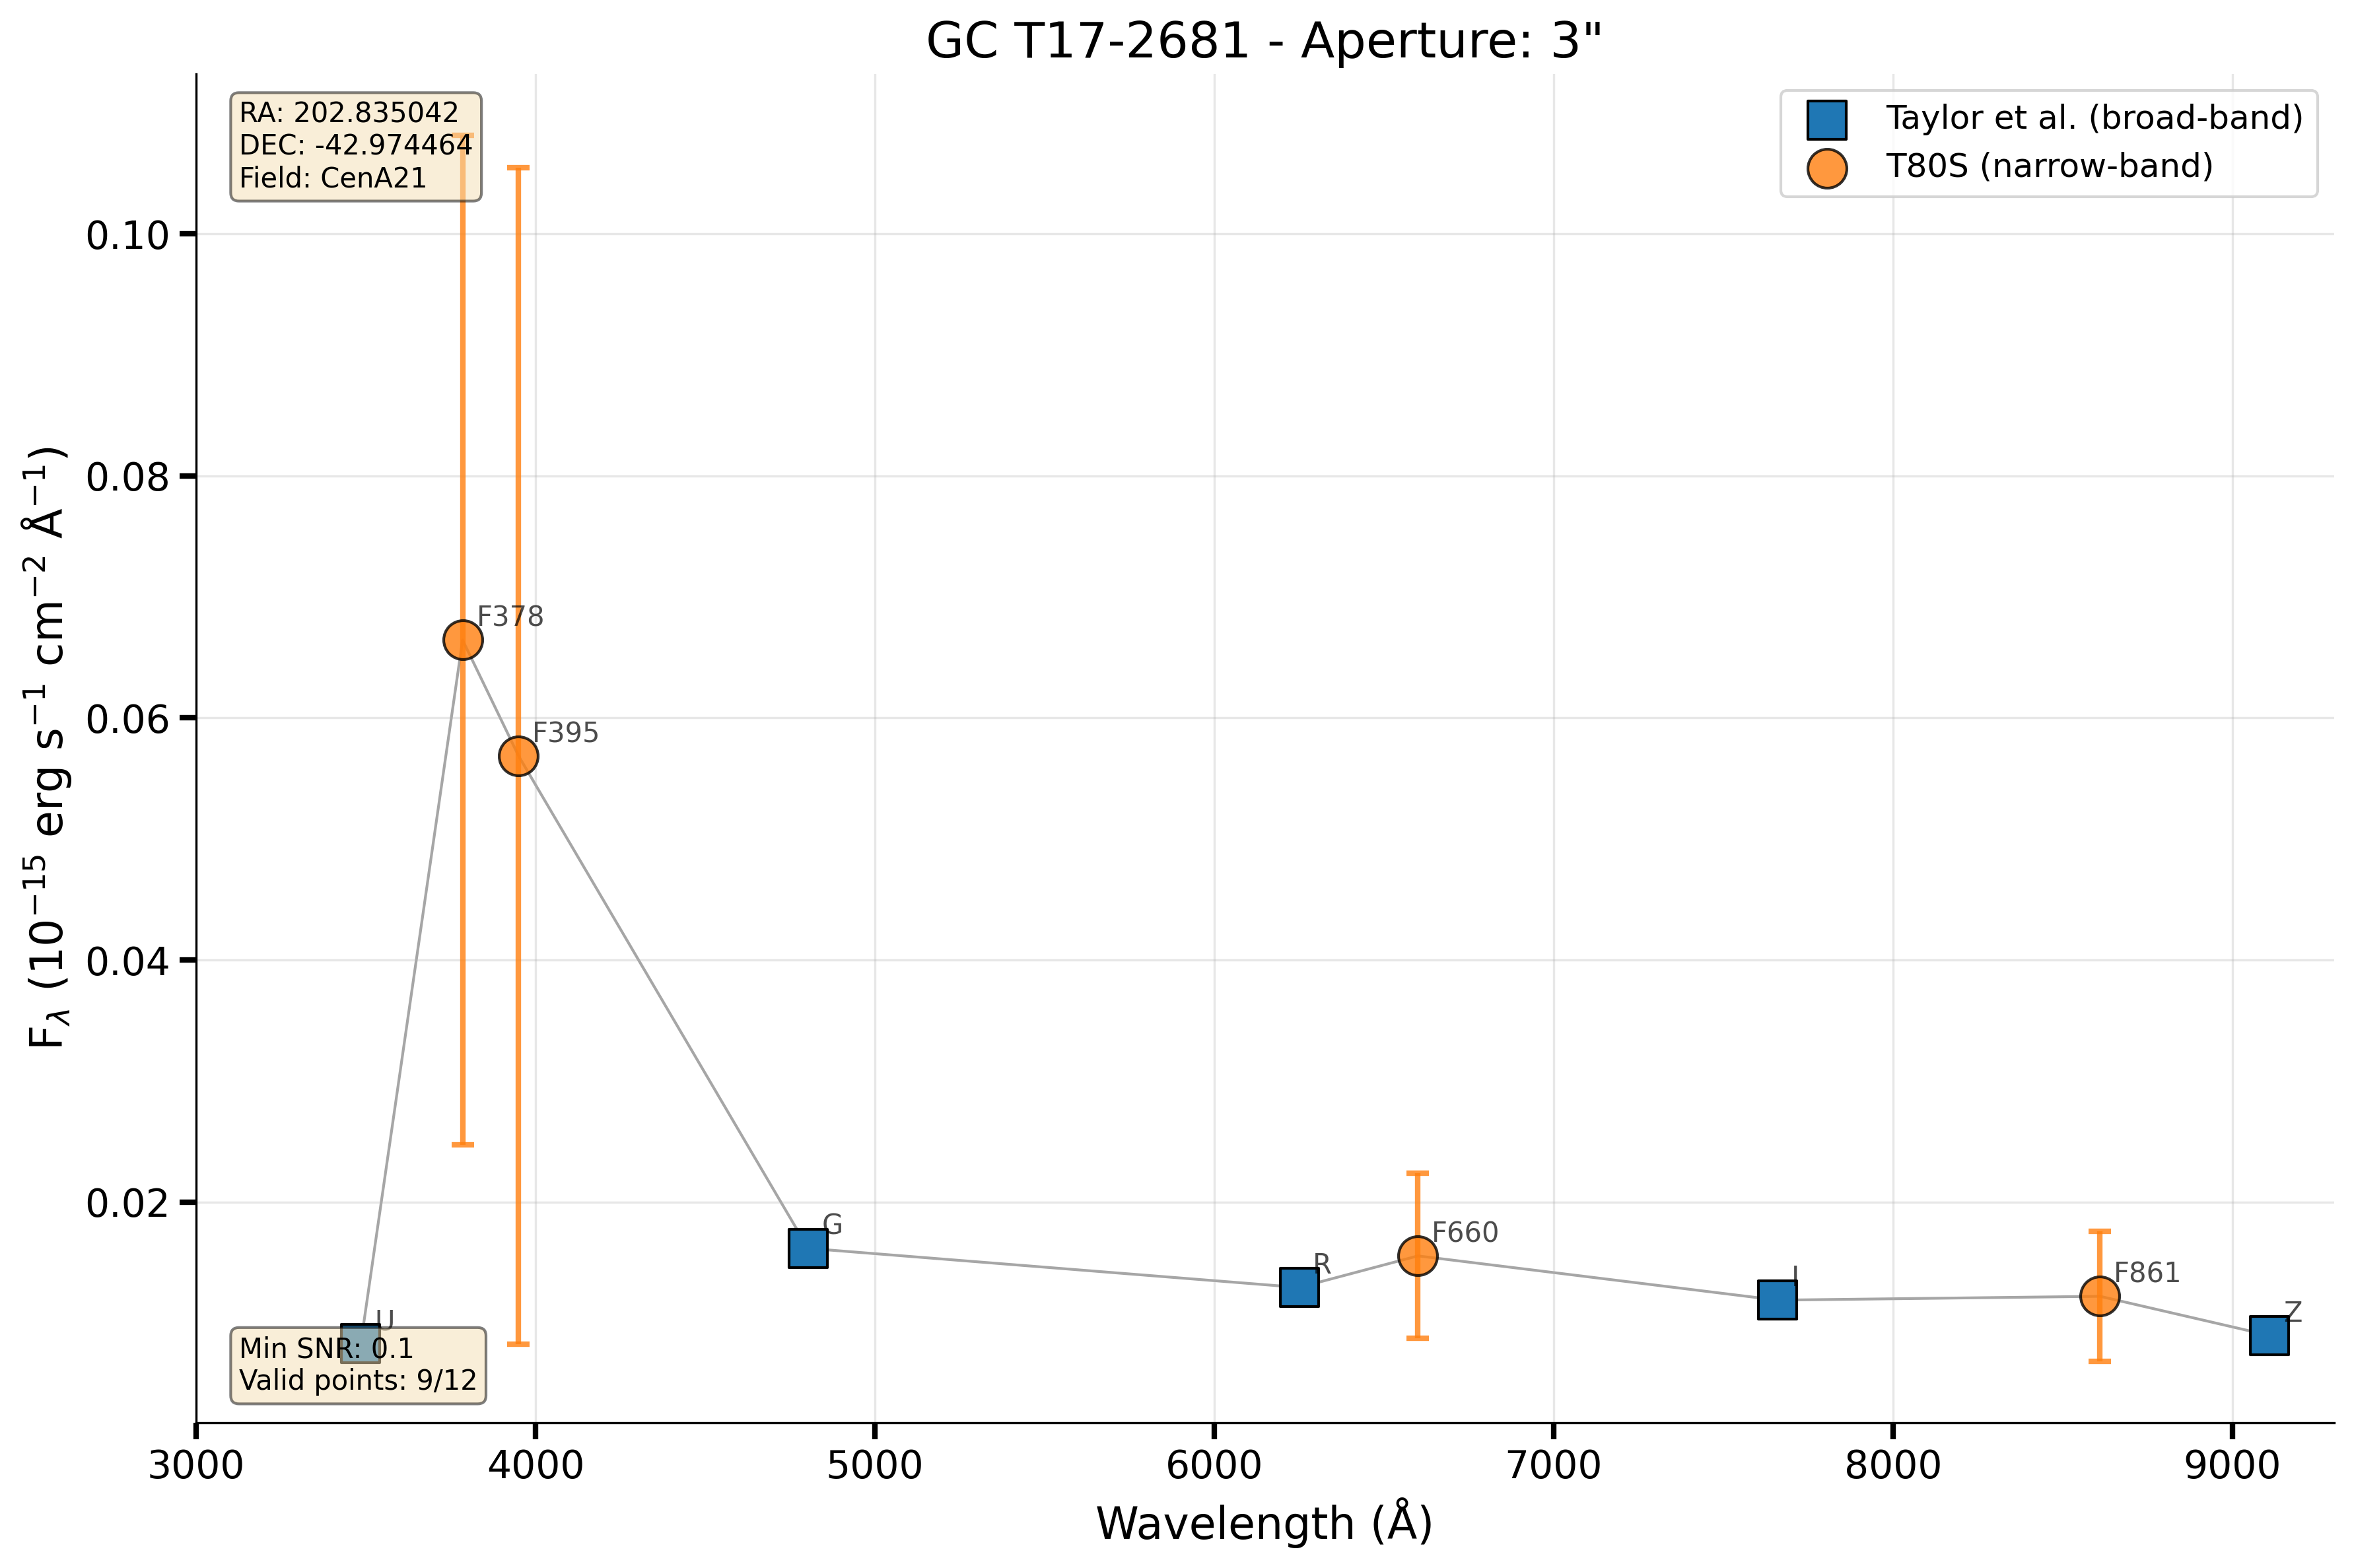 GC T17-2681 - Aperture: 3"
RA: 202.835042
DEC: -42.974464
Field: CenA21
Taylor et al. (broad-band)
T80S (narrow-band)
0.10
0.08
0.06
0.04
0.02
F_λ (10⁻¹⁵ erg s⁻¹ cm⁻² Å⁻¹)
F378
F395
G
U
R
F660
I
F861
Z
Min SNR: 0.1
Valid points: 9/12
3000 4000 5000 6000 7000 8000 9000
Wavelength (Å)